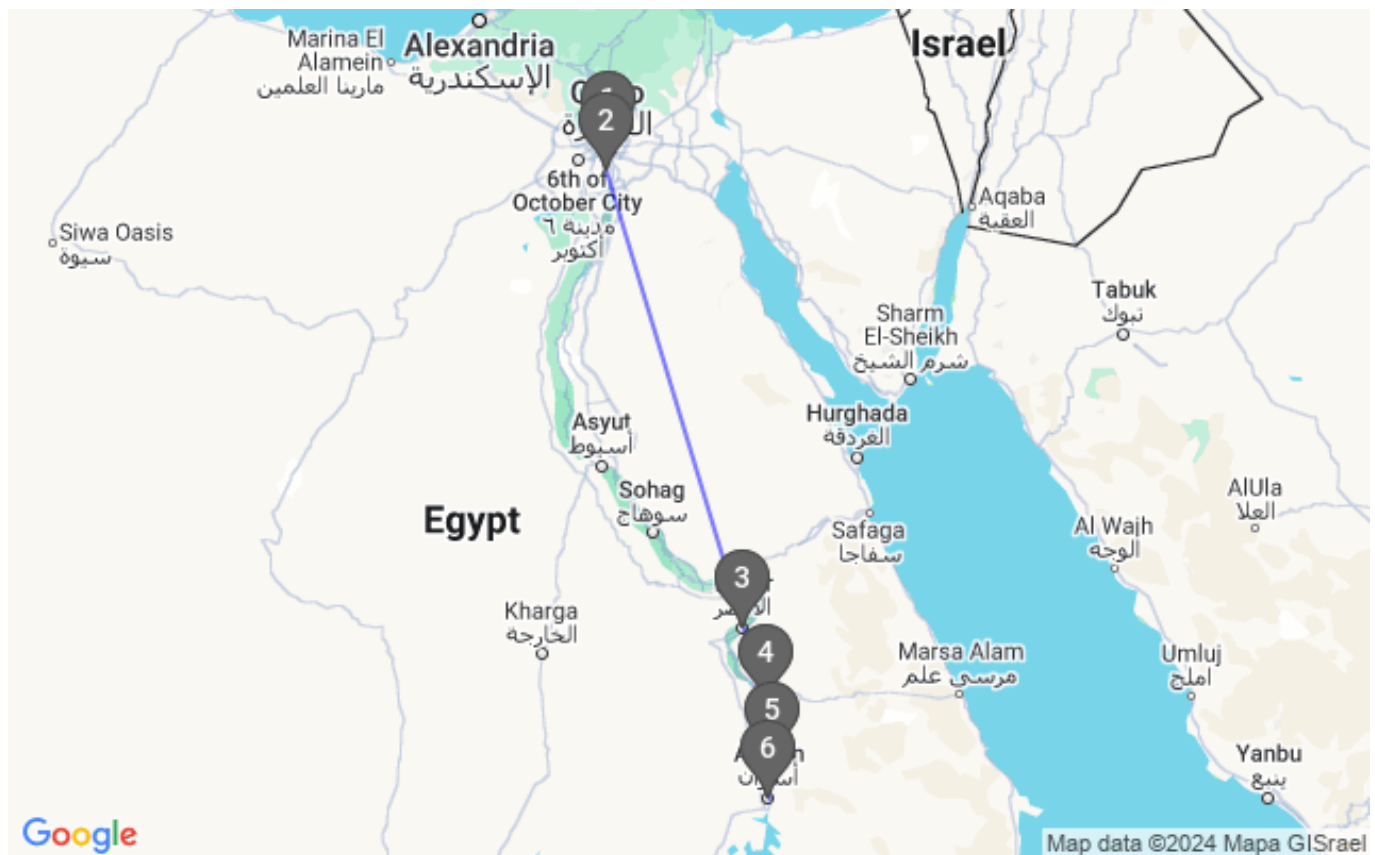 Marina El
Alamein
مارينا العلمين
Alexandria
الإسكندرية
Israel
2
6th of
October City
مدينة ٦
أكتوبر
Siwa Oasis
سيوة
Aqaba
العقبة
Tabuk
تبوك
Sharm
El-Sheikh
شرم الشيخ
Hurghada
الغردقة
Asyut
أسيوط
Sohag
سوهاج
Egypt
Safaga
سفاجا
Al Wajh
الوجه
AlUla
العلا
3
Kharga
الخارجة
4
Marsa Alam
مرسى علم
Umluj
املج
5
6
Yanbu
ينبع
Google
Map data ©2024 Mapa GISrael